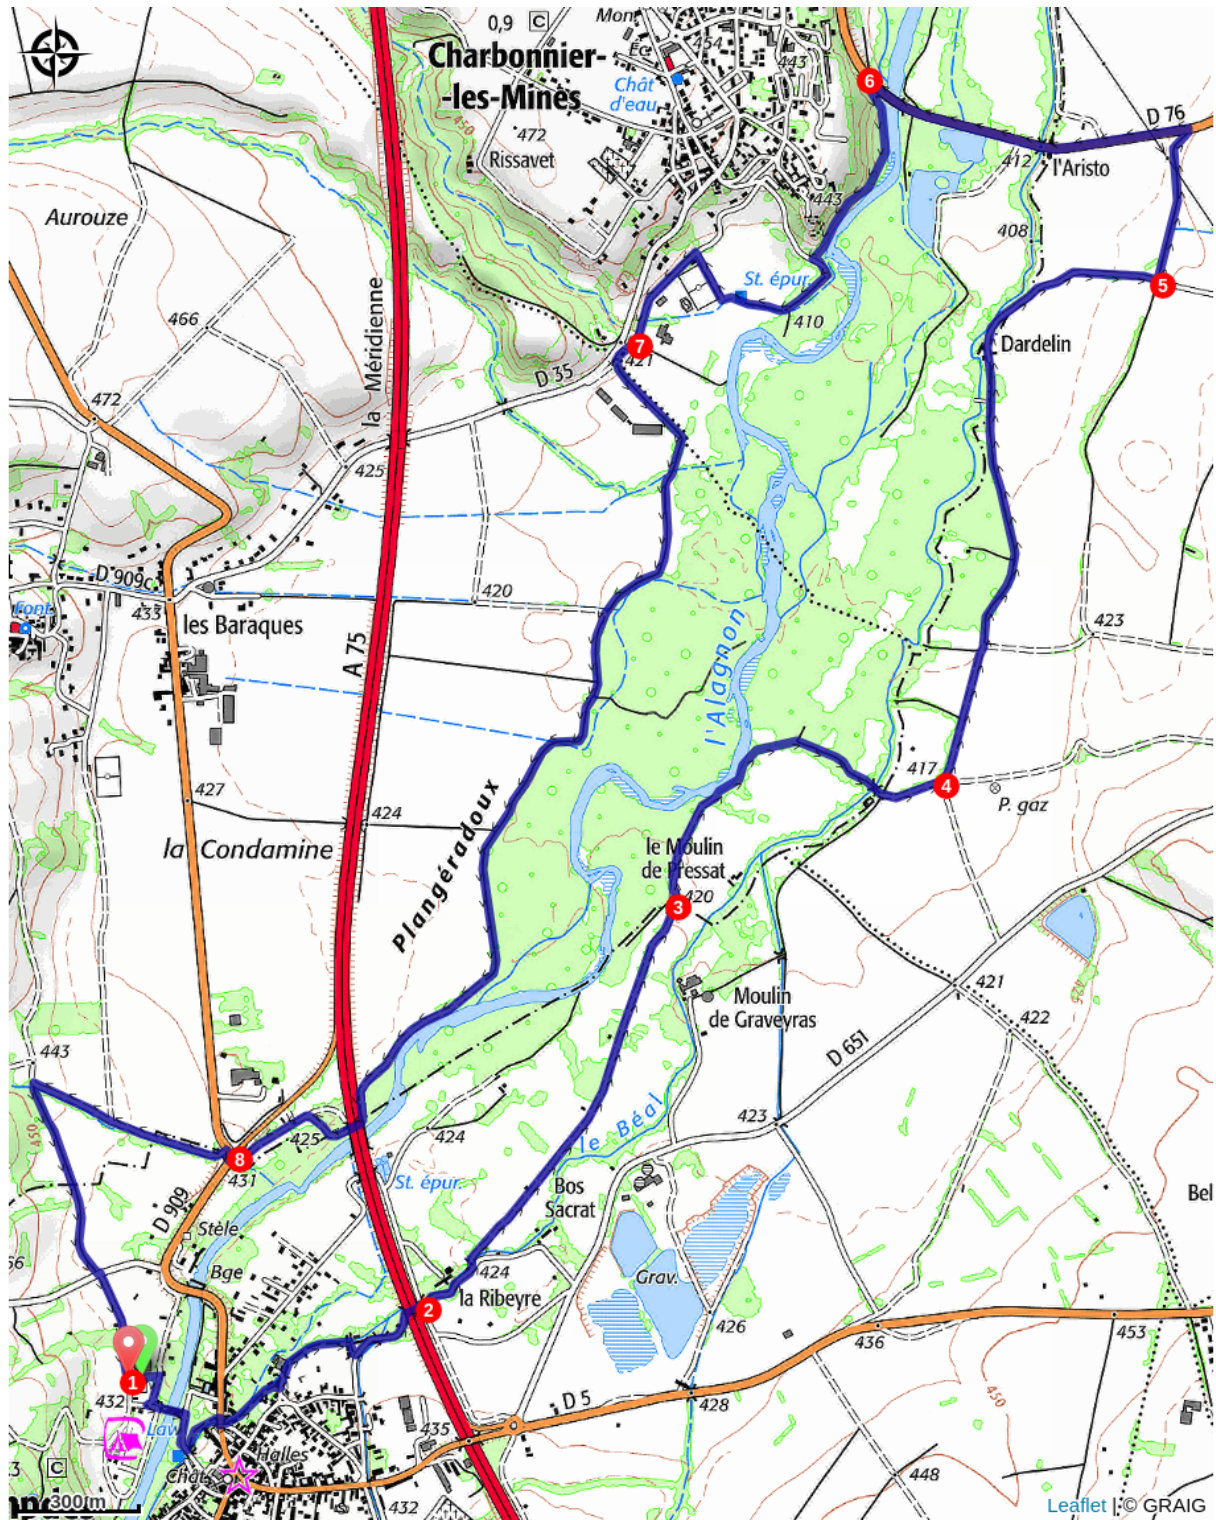 0,9 C
Mon
Charbonnier-
-les-Mines
Éc
454
443
Chât
d'eau
6
D 76
450
472
Rissavet
412
l'Aristo
Aurouze
443
408
la Méridienne
St. épur.
5
466
410
7
421
Dardelin
D 35
472
425
D 909c
420
Font.
433
les Baraques
423
A 75
l'Alagnon
417
4
P. gaz
427
424
la Condamine
Plangéradoux
le Moulin
de Pressat
3
420
421
Moulin
de Graveyras
422
D 651
443
450
425
424
le Béal
423
8
431
St. épur.
Bos
Sacrat
Bel
D 909
Stèle
66
Bge
424
Grav.
2
la Ribeyre
426
436
453
1
432
D 5
428
450
Lav
435
Halles
3
C
Chât.
448
432
300 m
Leaflet | © GRAIG